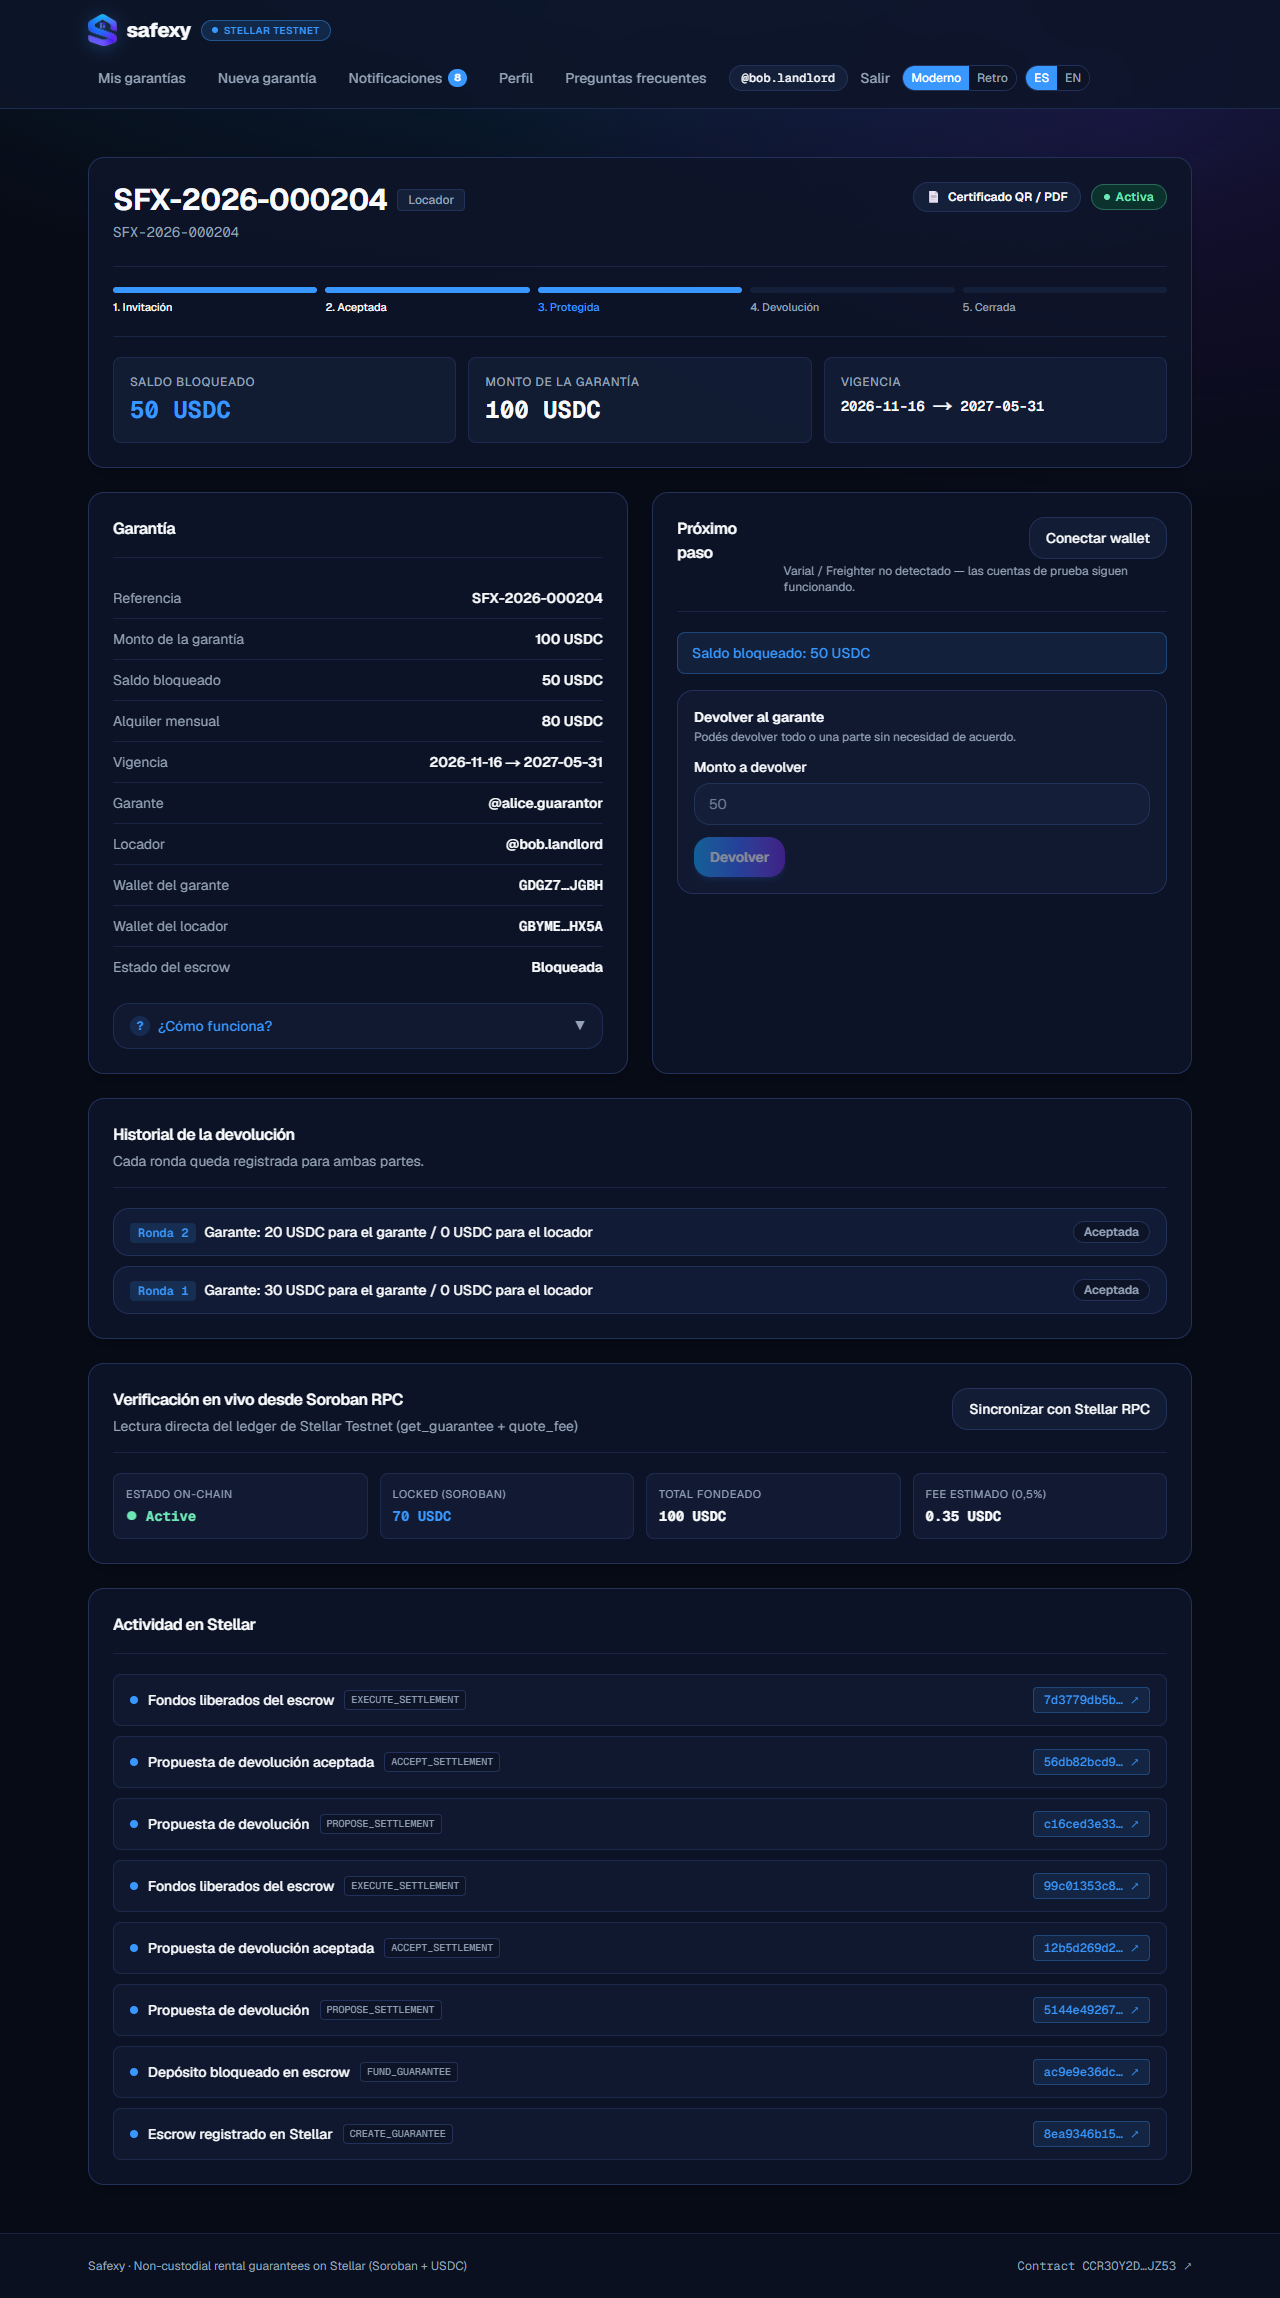 safexy
STELLAR TESTNET
Mis garantías
Nueva garantía
Notificaciones 8
Perfil
Preguntas frecuentes
@bob.landlord
Salir
Moderno
Retro
ES
EN
SFX-2026-000204
Locador
SFX-2026-000204
Certificado QR / PDF
Activa
1. Invitación
2. Aceptada
3. Protegida
4. Devolución
5. Cerrada
SALDO BLOQUEADO
50 USDC
MONTO DE LA GARANTÍA
100 USDC
VIGENCIA
2026-11-16 → 2027-05-31
Garantía
Referencia SFX-2026-000204
Monto de la garantía 100 USDC
Saldo bloqueado 50 USDC
Alquiler mensual 80 USDC
Vigencia 2026-11-16 → 2027-05-31
Garante @alice.guarantor
Locador @bob.landlord
Wallet del garante GDGZ7…JGBH
Wallet del locador GBYME…HX5A
Estado del escrow Bloqueada
? ¿Cómo funciona? ▼
Próximo
paso
Conectar wallet
Varial / Freighter no detectado — las cuentas de prueba siguen
funcionando.
Saldo bloqueado: 50 USDC
Devolver al garante
Podés devolver todo o una parte sin necesidad de acuerdo.
Monto a devolver
50
Devolver
Historial de la devolución
Cada ronda queda registrada para ambas partes.
Ronda 2 Garante: 20 USDC para el garante / 0 USDC para el locador Aceptada
Ronda 1 Garante: 30 USDC para el garante / 0 USDC para el locador Aceptada
Verificación en vivo desde Soroban RPC
Lectura directa del ledger de Stellar Testnet (get_guarantee + quote_fee)
Sincronizar con Stellar RPC
ESTADO ON-CHAIN
Active
LOCKED (SOROBAN)
70 USDC
TOTAL FONDEADO
100 USDC
FEE ESTIMADO (0,5%)
0.35 USDC
Actividad en Stellar
Fondos liberados del escrow EXECUTE_SETTLEMENT 7d3779db5b… ↗
Propuesta de devolución aceptada ACCEPT_SETTLEMENT 56db82bcd9… ↗
Propuesta de devolución PROPOSE_SETTLEMENT c16ced3e33… ↗
Fondos liberados del escrow EXECUTE_SETTLEMENT 99c01353c8… ↗
Propuesta de devolución aceptada ACCEPT_SETTLEMENT 12b5d269d2… ↗
Propuesta de devolución PROPOSE_SETTLEMENT 5144e49267… ↗
Depósito bloqueado en escrow FUND_GUARANTEE ac9e9e36dc… ↗
Escrow registrado en Stellar CREATE_GUARANTEE 8ea9346b15… ↗
Safexy · Non-custodial rental guarantees on Stellar (Soroban + USDC)
Contract CCR3OY2D…JZ53 ↗